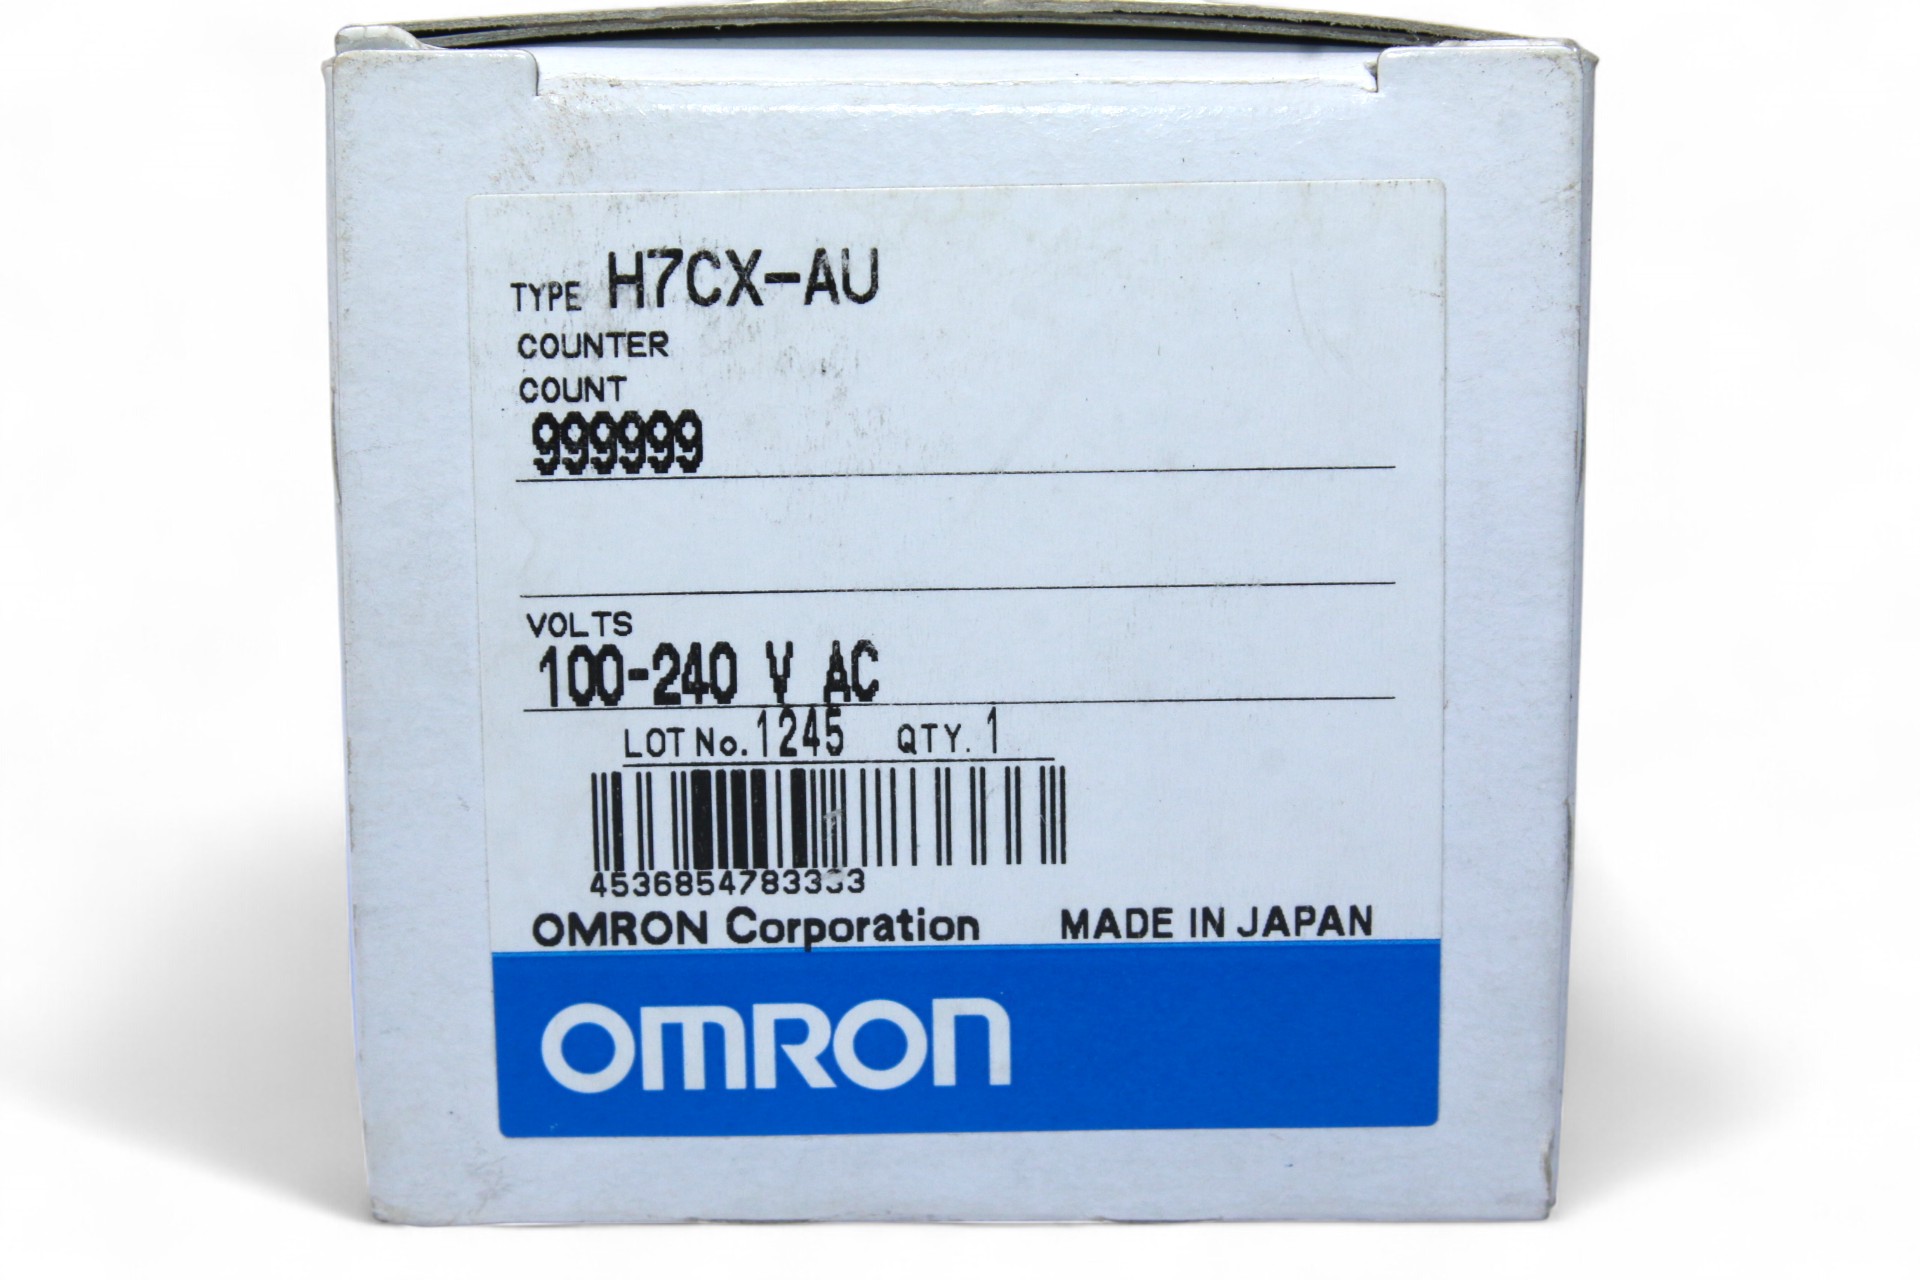 TYPE H7CX-AU
COUNTER
COUNT
999999
VOLTS
100-240 V AC
LOT No. 1245 QTY. 1
4536854783333
OMRON Corporation MADE IN JAPAN
OMRON